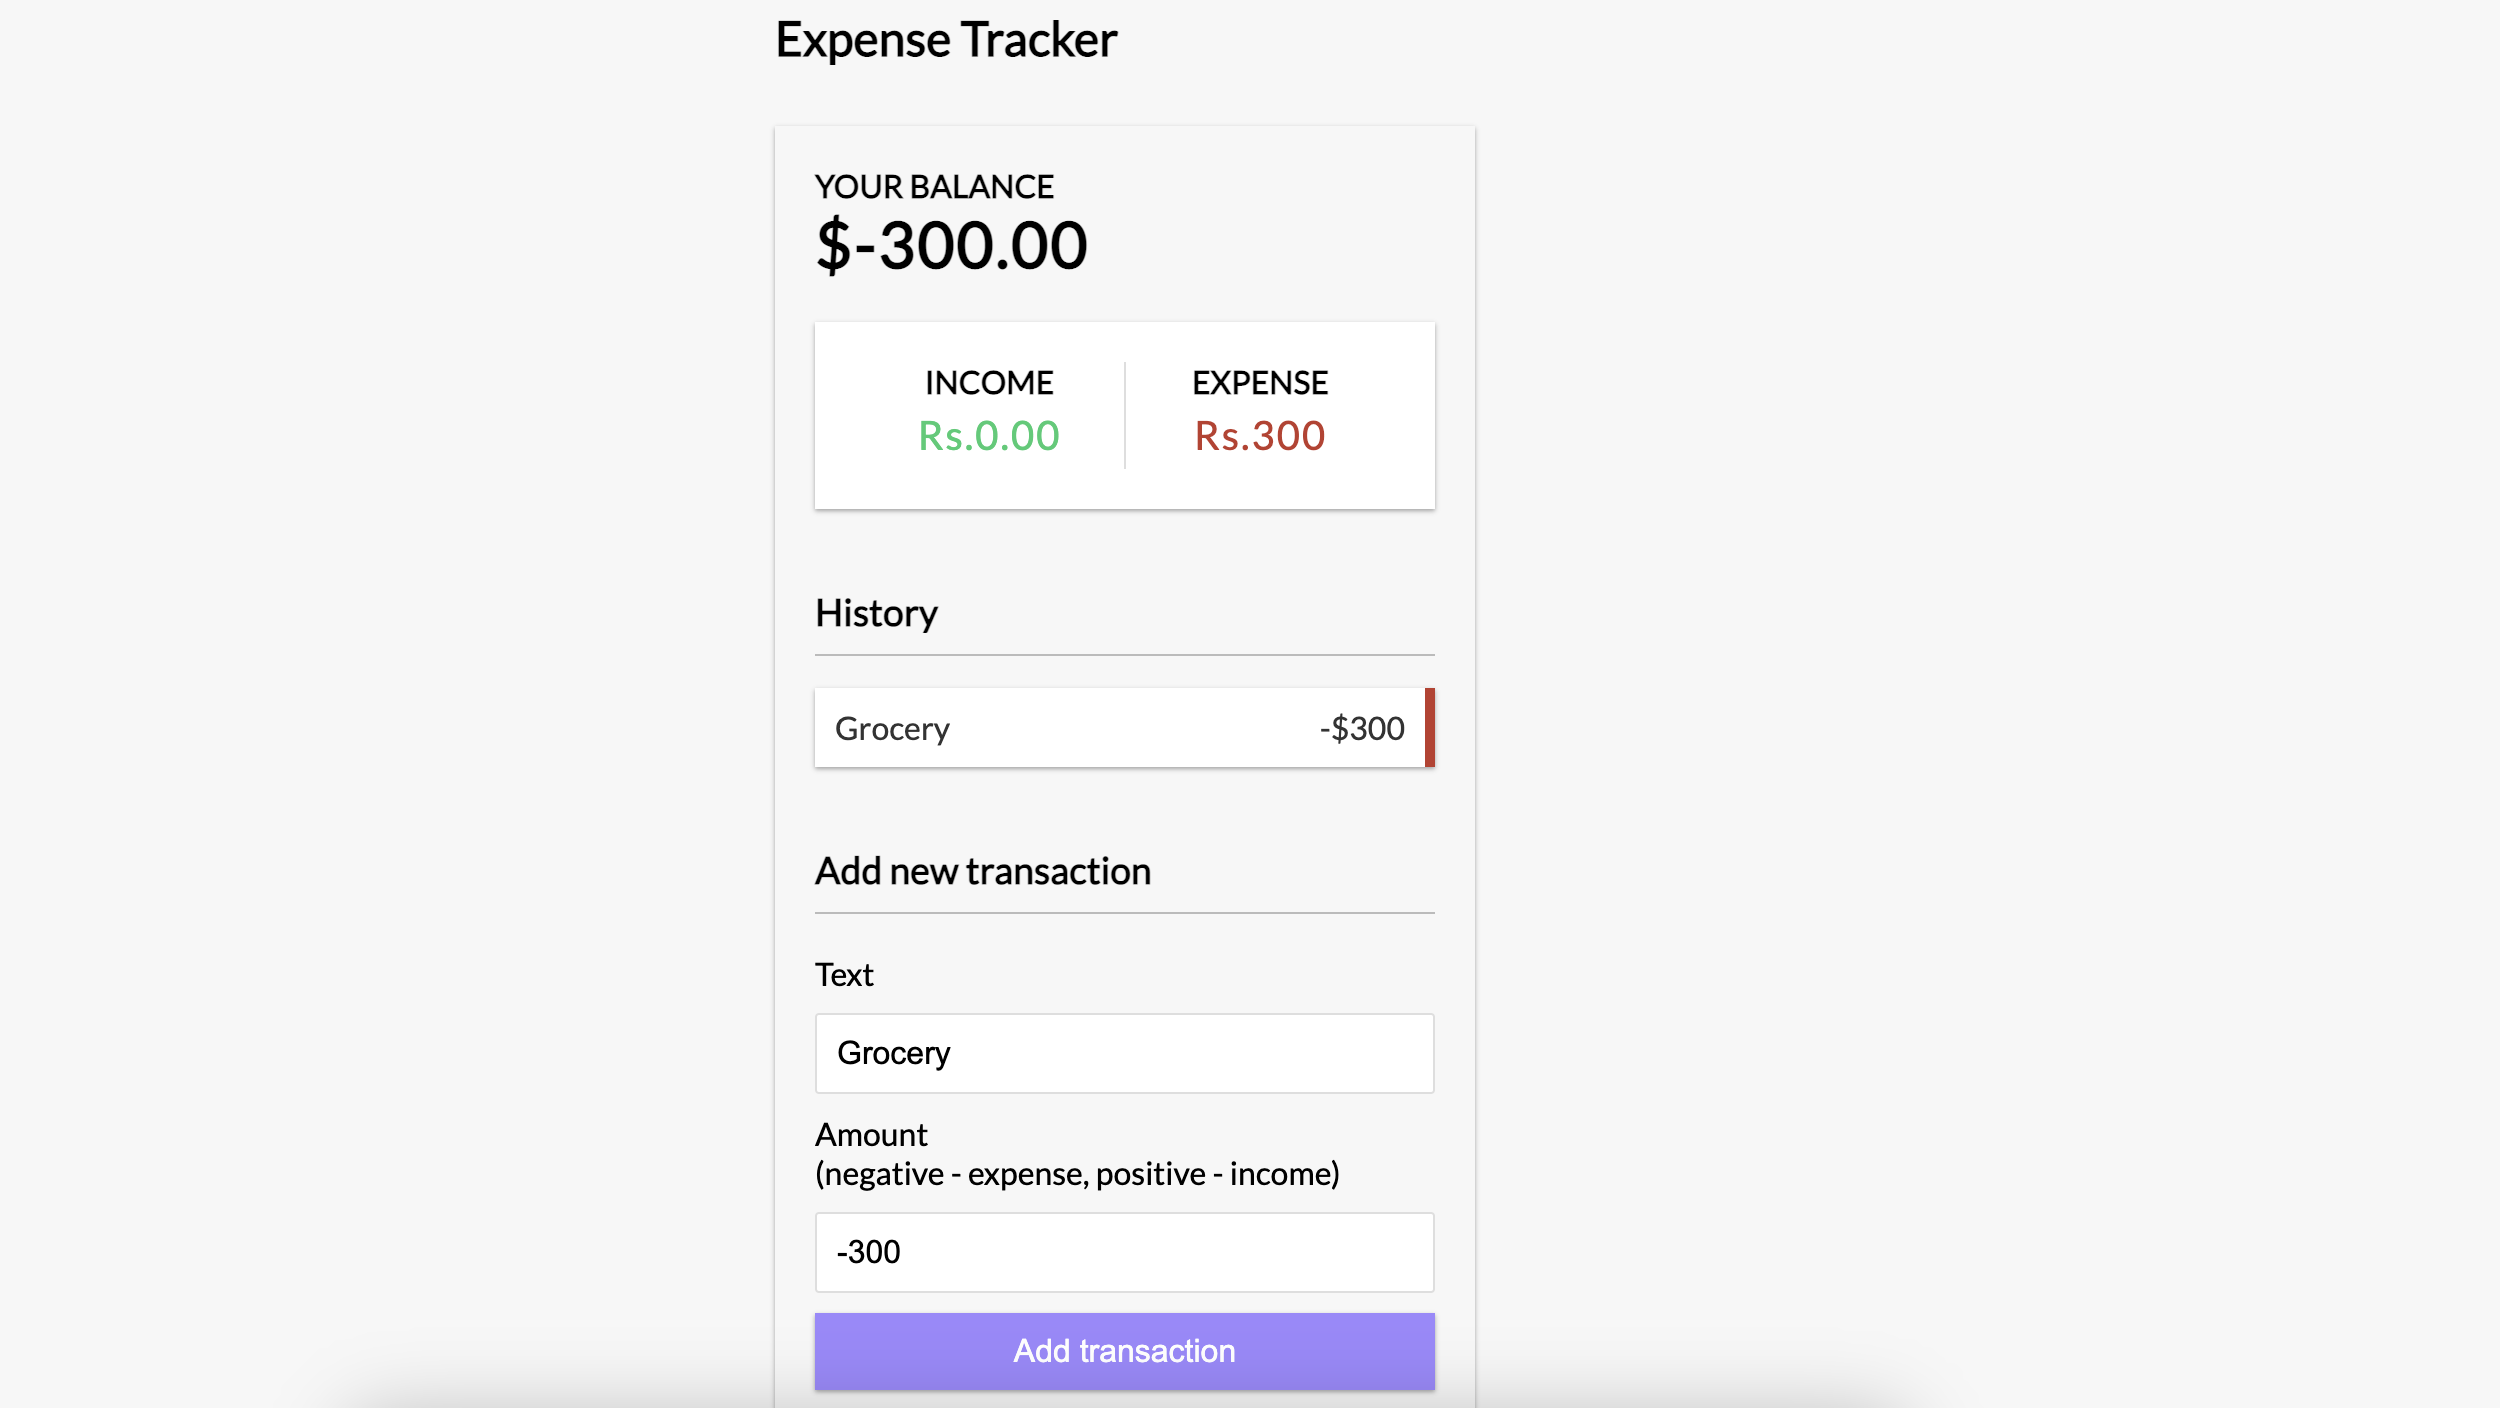 Expense Tracker
YOUR BALANCE
$-300.00
INCOME EXPENSE
Rs.0.00 Rs.300
History
Grocery -$300
Add new transaction
Text
Grocery
Amount
(negative - expense, positive - income)
-300
Add transaction